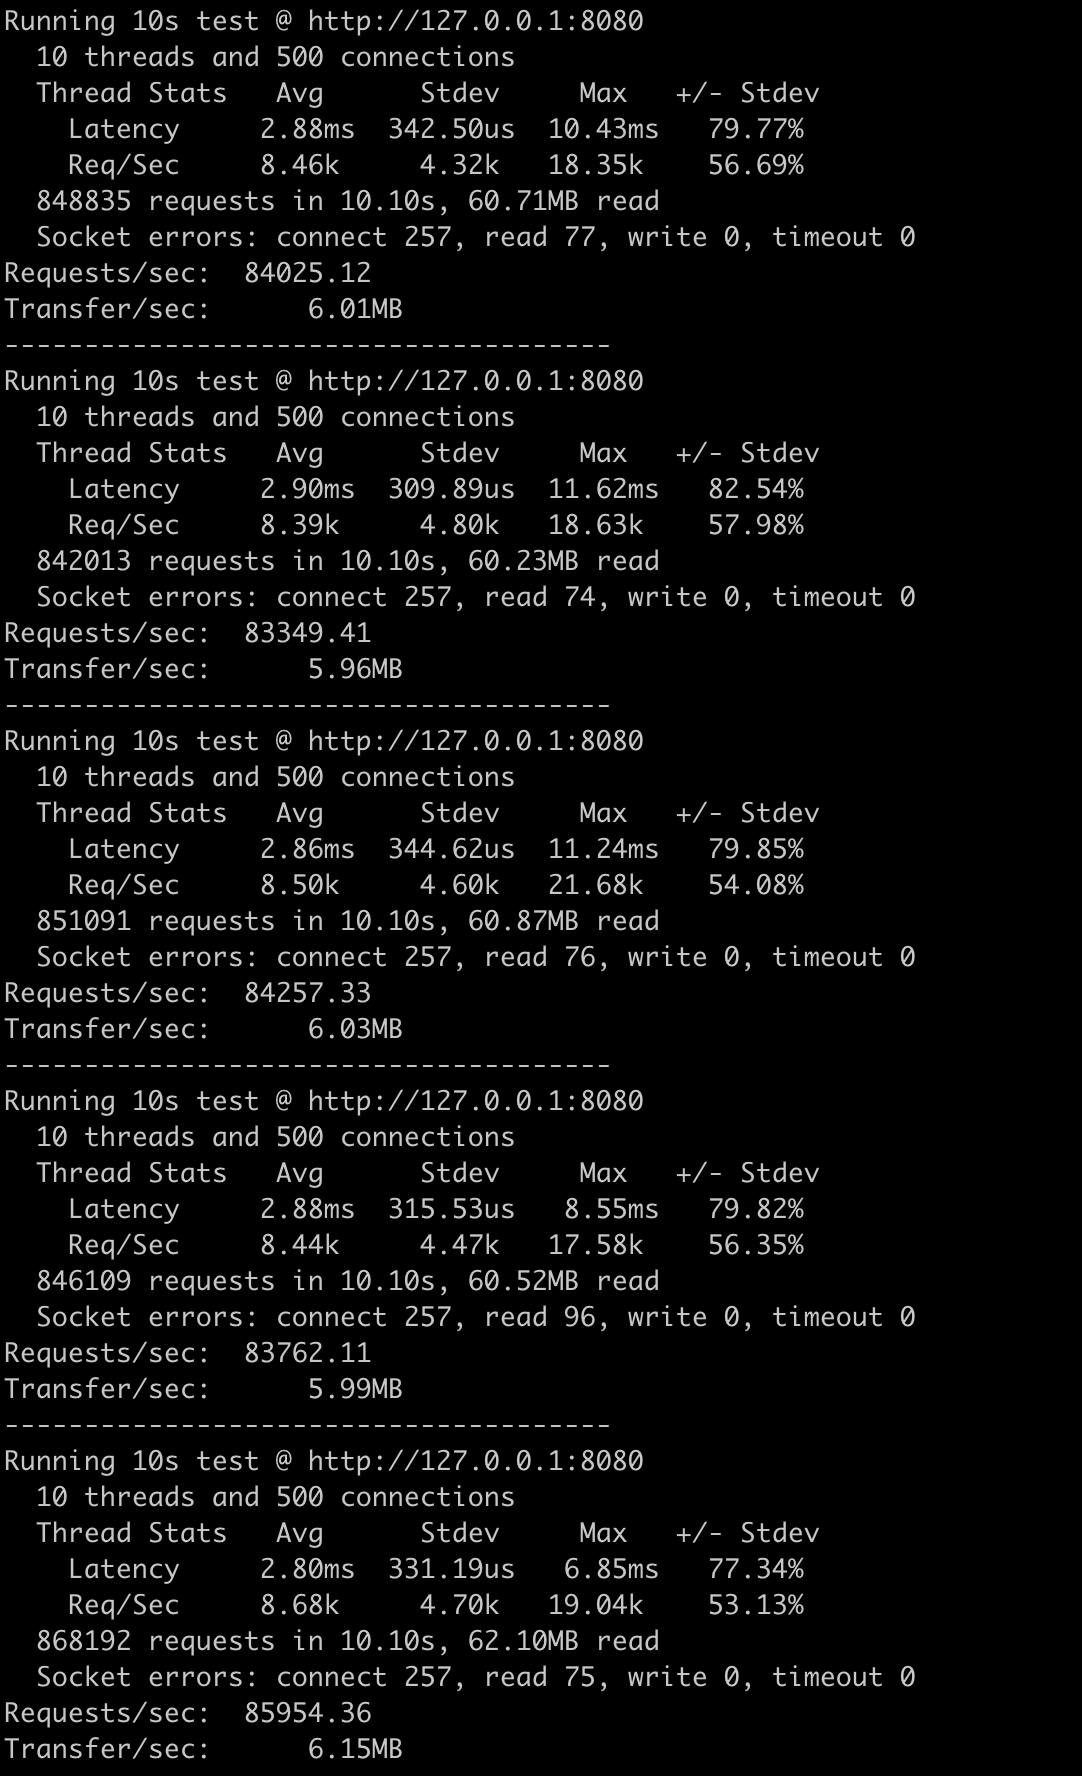 Running 10s test @ http://127.0.0.1:8080
  10 threads and 500 connections
  Thread Stats   Avg      Stdev     Max   +/- Stdev
    Latency     2.88ms  342.50us  10.43ms   79.77%
    Req/Sec     8.46k     4.32k   18.35k    56.69%
  848835 requests in 10.10s, 60.71MB read
  Socket errors: connect 257, read 77, write 0, timeout 0
Requests/sec:  84025.12
Transfer/sec:      6.01MB
--------------------------------------
Running 10s test @ http://127.0.0.1:8080
  10 threads and 500 connections
  Thread Stats   Avg      Stdev     Max   +/- Stdev
    Latency     2.90ms  309.89us  11.62ms   82.54%
    Req/Sec     8.39k     4.80k   18.63k    57.98%
  842013 requests in 10.10s, 60.23MB read
  Socket errors: connect 257, read 74, write 0, timeout 0
Requests/sec:  83349.41
Transfer/sec:      5.96MB
--------------------------------------
Running 10s test @ http://127.0.0.1:8080
  10 threads and 500 connections
  Thread Stats   Avg      Stdev     Max   +/- Stdev
    Latency     2.86ms  344.62us  11.24ms   79.85%
    Req/Sec     8.50k     4.60k   21.68k    54.08%
  851091 requests in 10.10s, 60.87MB read
  Socket errors: connect 257, read 76, write 0, timeout 0
Requests/sec:  84257.33
Transfer/sec:      6.03MB
--------------------------------------
Running 10s test @ http://127.0.0.1:8080
  10 threads and 500 connections
  Thread Stats   Avg      Stdev     Max   +/- Stdev
    Latency     2.88ms  315.53us   8.55ms   79.82%
    Req/Sec     8.44k     4.47k   17.58k    56.35%
  846109 requests in 10.10s, 60.52MB read
  Socket errors: connect 257, read 96, write 0, timeout 0
Requests/sec:  83762.11
Transfer/sec:      5.99MB
--------------------------------------
Running 10s test @ http://127.0.0.1:8080
  10 threads and 500 connections
  Thread Stats   Avg      Stdev     Max   +/- Stdev
    Latency     2.80ms  331.19us   6.85ms   77.34%
    Req/Sec     8.68k     4.70k   19.04k    53.13%
  868192 requests in 10.10s, 62.10MB read
  Socket errors: connect 257, read 75, write 0, timeout 0
Requests/sec:  85954.36
Transfer/sec:      6.15MB